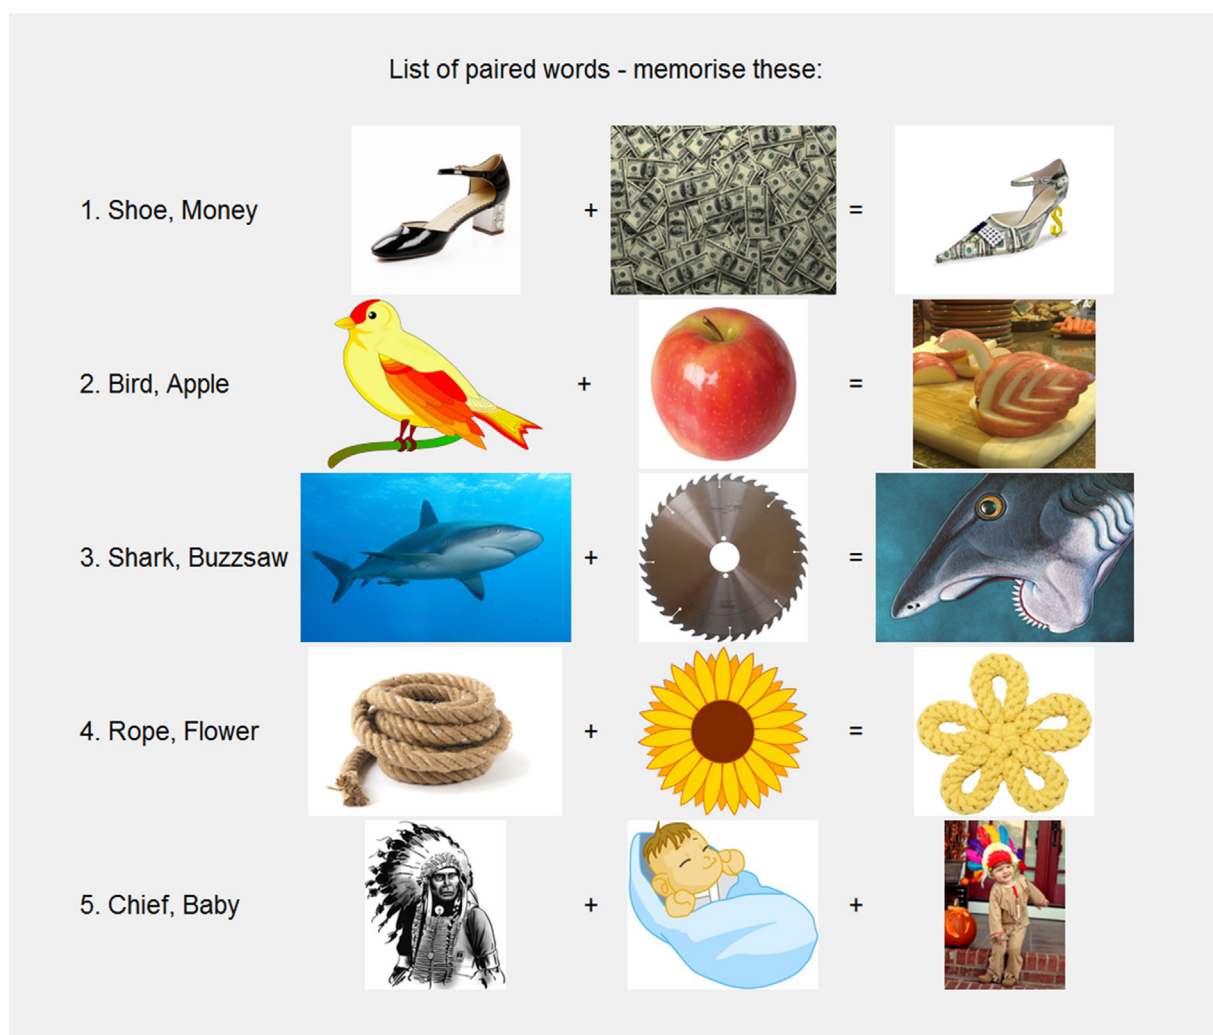 List of paired words - memorise these:
1. Shoe, Money + =
2. Bird, Apple + =
3. Shark, Buzzsaw + =
4. Rope, Flower + =
5. Chief, Baby + +